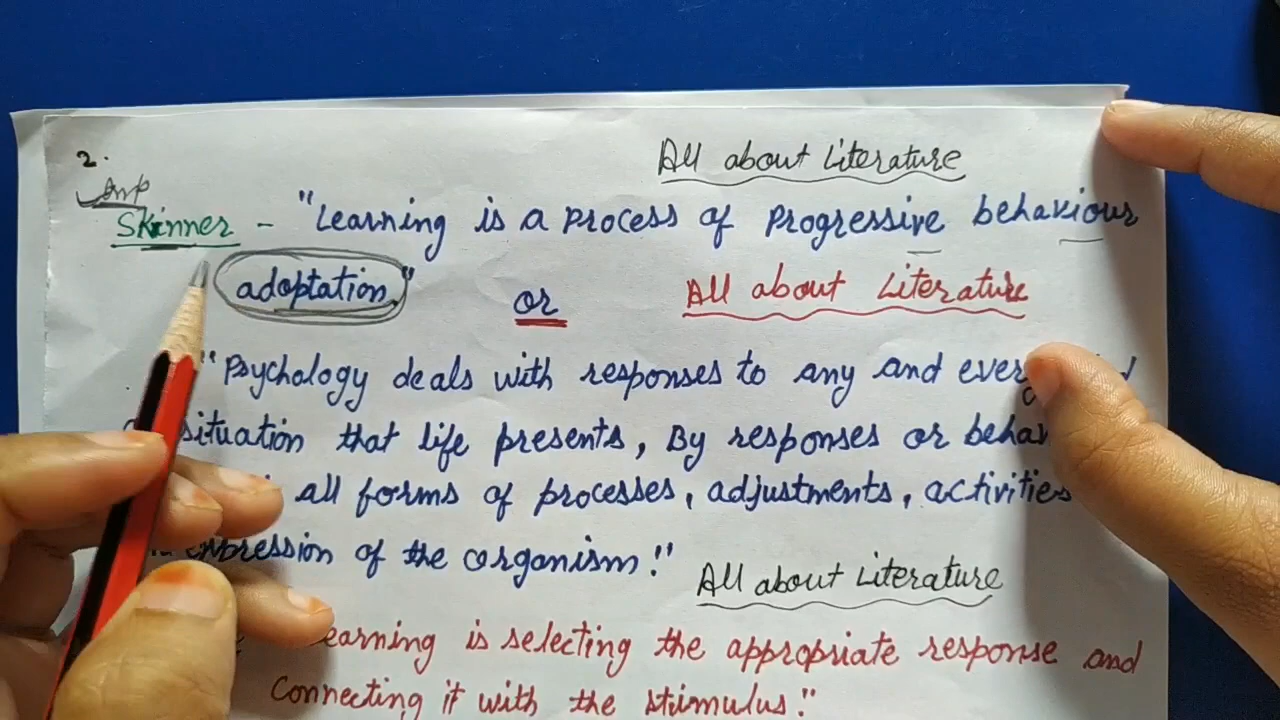 2.
All about Literature
Imp
Skinner - "Learning is a process of Progressive behaviour
adoptation."
or
All about Literature
"Psychology deals with responses to any and every
situation that life presents, By responses or
all forms of processes, adjustments, activities
expression of the organism!"
All about Literature
Learning is selecting the appropriate response and
Connecting it with the stimulus."